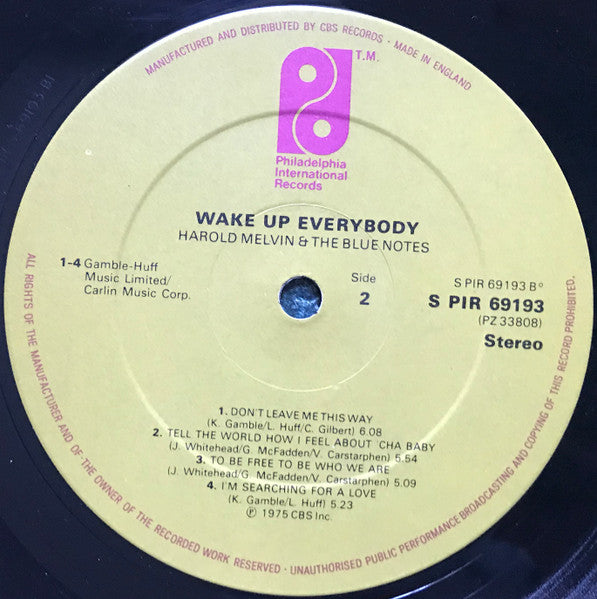 MANUFACTURED AND DISTRIBUTED BY CBS RECORDS · MADE IN ENGLAND
T.M.
Philadelphia
International
Records
WAKE UP EVERYBODY
HAROLD MELVIN & THE BLUE NOTES
1-4 Gamble-Huff
Music Limited/
Carlin Music Corp.
Side
2
S PIR 69193 B°
S PIR 69193
(PZ 33808)
Stereo
1. DON'T LEAVE ME THIS WAY
(K. Gamble/L. Huff/C. Gilbert) 6.08
2. TELL THE WORLD HOW I FEEL ABOUT 'CHA BABY
(J. Whitehead/G. McFadden/V. Carstarphen) 5.54
3. TO BE FREE TO BE WHO WE ARE
(J. Whitehead/G. McFadden/V. Carstarphen) 5.09
4. I'M SEARCHING FOR A LOVE
(K. Gamble/L. Huff) 5.23
℗ 1975 CBS Inc.
ALL RIGHTS OF THE MANUFACTURER AND OF THE OWNER OF THE RECORDED WORK RESERVED · UNAUTHORISED PUBLIC PERFORMANCE BROADCASTING AND COPYING OF THIS RECORD PROHIBITED.